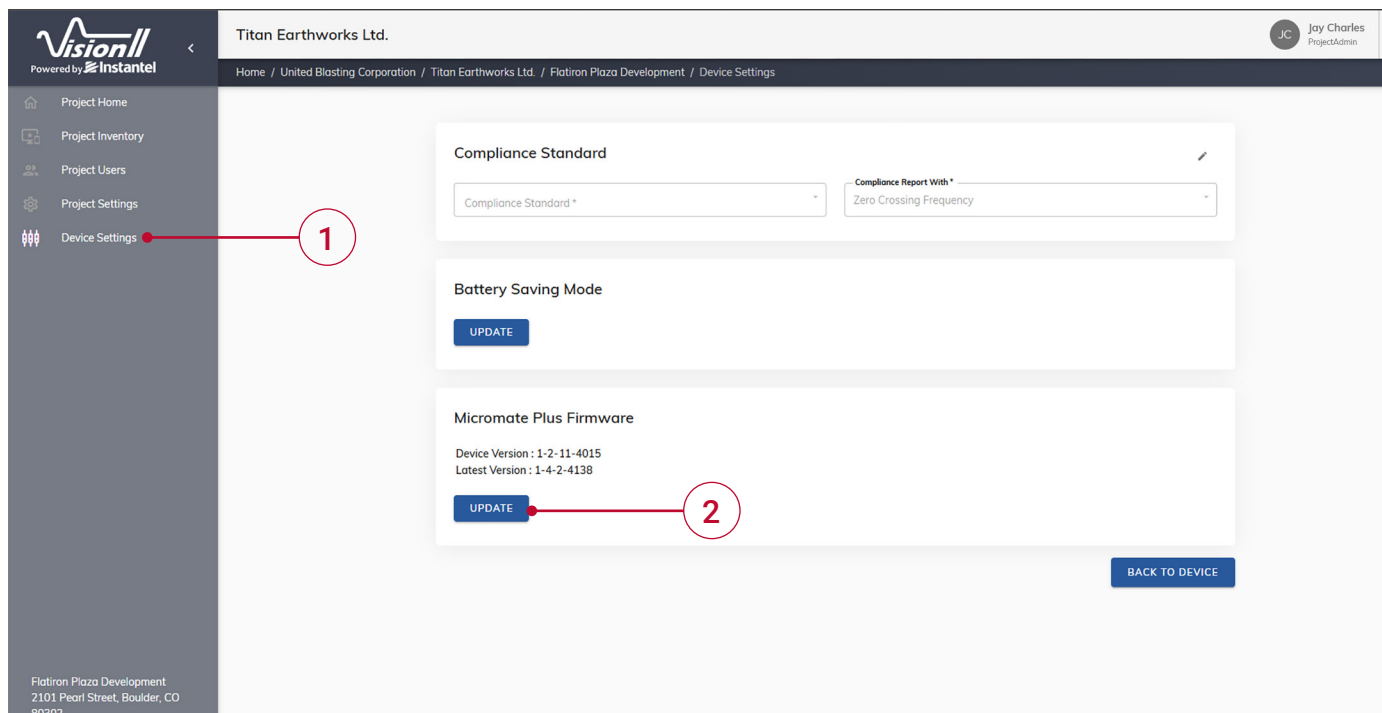 Vision II
Powered by Instantel
Titan Earthworks Ltd.
JC
Jay Charles
ProjectAdmin
Home / United Blasting Corporation / Titan Earthworks Ltd. / Flatiron Plaza Development / Device Settings
Project Home
Project Inventory
Project Users
Project Settings
Device Settings
1
Compliance Standard
Compliance Standard *
Compliance Report With *
Zero Crossing Frequency
Battery Saving Mode
UPDATE
Micromate Plus Firmware
Device Version : 1-2-11-4015
Latest Version : 1-4-2-4138
UPDATE
2
BACK TO DEVICE
Flatiron Plaza Development
2101 Pearl Street, Boulder, CO
80302